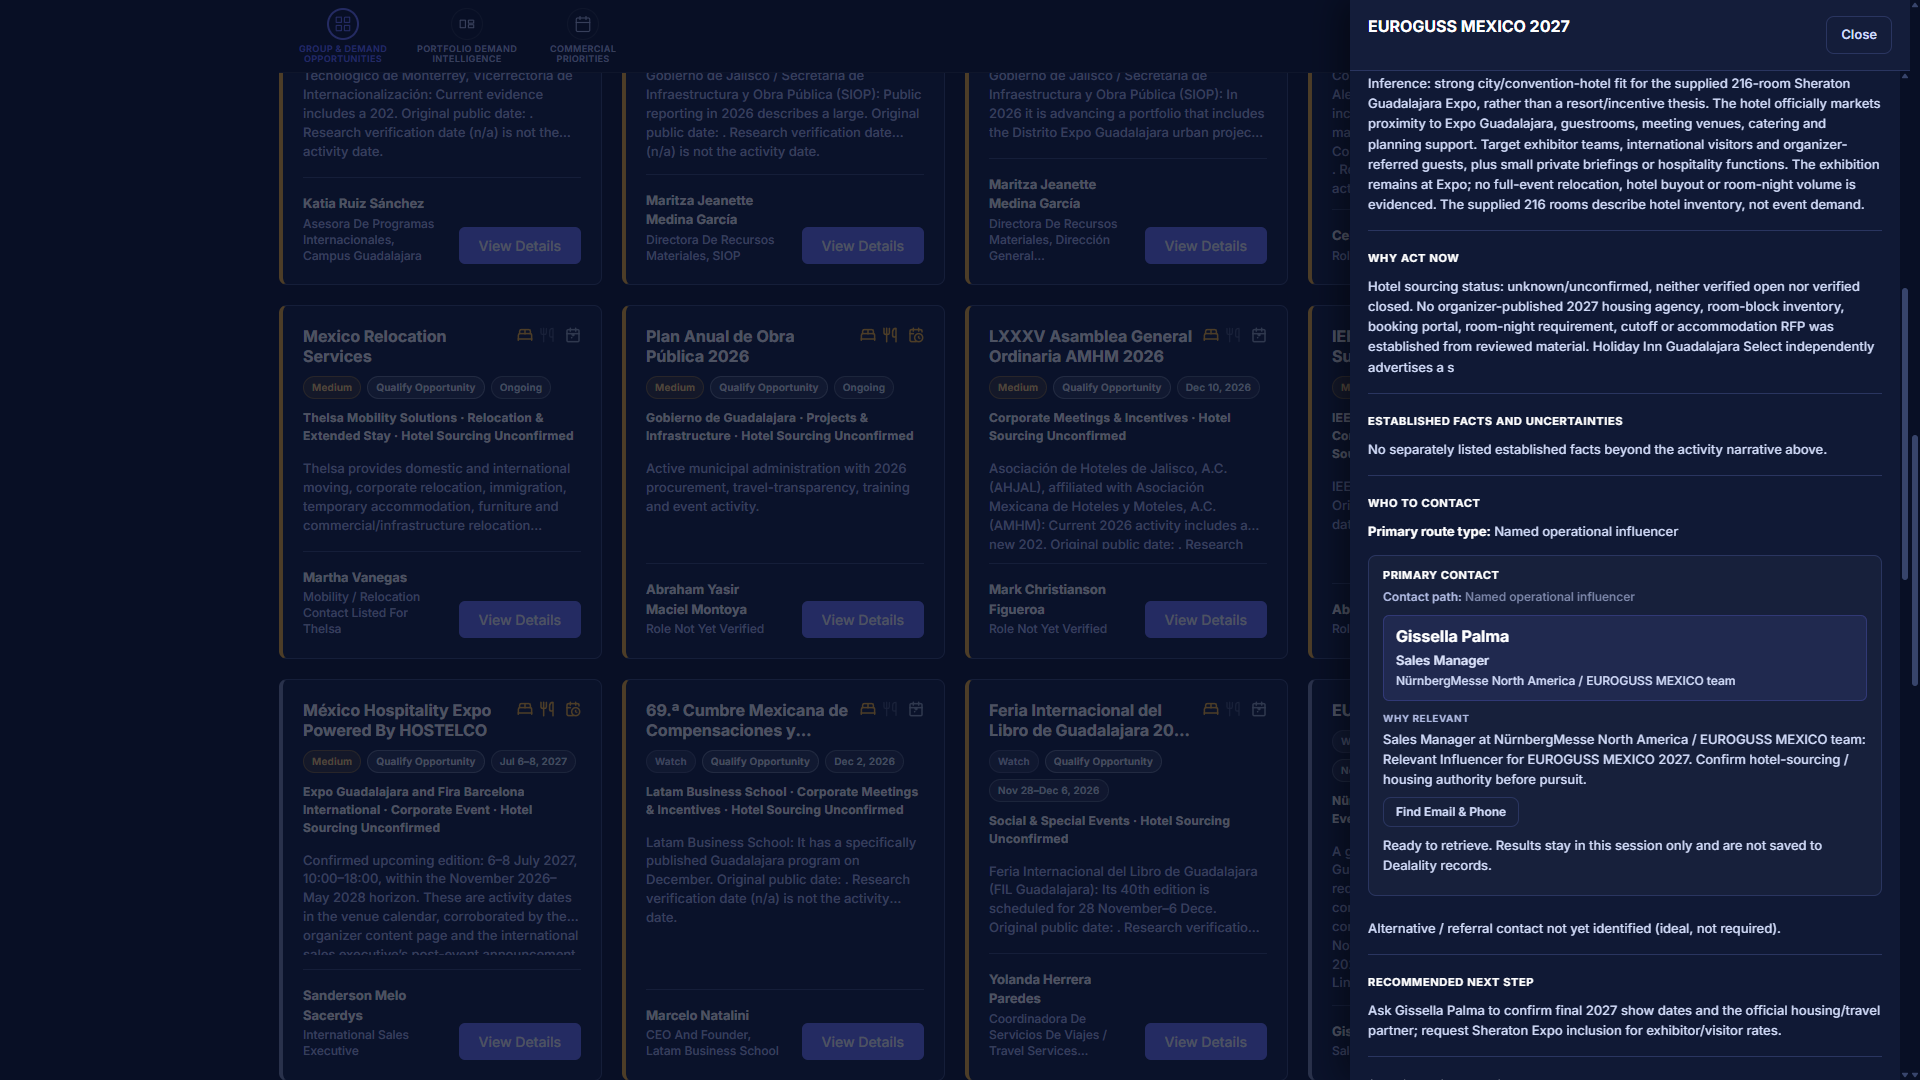 GROUP & DEMAND
OPPORTUNITIES
PORTFOLIO DEMAND
INTELLIGENCE
COMMERCIAL
PRIORITIES
Tecnológico de Monterrey, Vicerrectoría de
Internacionalización: Current evidence
includes a 202. Original public date: .
Research verification date (n/a) is not the...
activity date.
Katia Ruiz Sánchez
Asesora De Programas
Internacionales,
Campus Guadalajara
View Details
Gobierno de Jalisco / Secretaría de
Infraestructura y Obra Pública (SIOP): Public
reporting in 2026 describes a large. Original
public date: . Research verification date...
(n/a) is not the activity date.
Maritza Jeanette
Medina García
Directora De Recursos
Materiales, SIOP
View Details
Gobierno de Jalisco / Secretaría de
Infraestructura y Obra Pública (SIOP): In
2026 it is advancing a portfolio that includes
the Distrito Expo Guadalajara urban projec...
Maritza Jeanette
Medina García
Directora De Recursos
Materiales, Dirección
General...
View Details
Mexico Relocation
Services
Medium
Qualify Opportunity
Ongoing
Thelsa Mobility Solutions · Relocation &
Extended Stay · Hotel Sourcing Unconfirmed
Thelsa provides domestic and international
moving, corporate relocation, immigration,
temporary accommodation, furniture and
commercial/infrastructure relocation...
Martha Vanegas
Mobility / Relocation
Contact Listed For
Thelsa
View Details
Plan Anual de Obra
Pública 2026
Medium
Qualify Opportunity
Ongoing
Gobierno de Guadalajara · Projects &
Infrastructure · Hotel Sourcing Unconfirmed
Active municipal administration with 2026
procurement, travel-transparency, training
and event activity.
Abraham Yasir
Maciel Montoya
Role Not Yet Verified
View Details
LXXXV Asamblea General
Ordinaria AMHM 2026
Medium
Qualify Opportunity
Dec 10, 2026
Corporate Meetings & Incentives · Hotel
Sourcing Unconfirmed
Asociación de Hoteles de Jalisco, A.C.
(AHJAL), affiliated with Asociación
Mexicana de Hoteles y Moteles, A.C.
(AMHM): Current 2026 activity includes a...
new 202. Original public date: . Research
Mark Christianson
Figueroa
Role Not Yet Verified
View Details
México Hospitality Expo
Powered By HOSTELCO
Medium
Qualify Opportunity
Jul 6–8, 2027
Expo Guadalajara and Fira Barcelona
International · Corporate Event · Hotel
Sourcing Unconfirmed
Confirmed upcoming edition: 6–8 July 2027,
10:00–18:00, within the November 2026–
May 2028 horizon. These are activity dates
in the venue calendar, corroborated by the...
organizer content page and the international
sales executive's post-event announcement
Sanderson Melo
Sacerdys
International Sales
Executive
View Details
69.ª Cumbre Mexicana de
Compensaciones y...
Watch
Qualify Opportunity
Dec 2, 2026
Latam Business School · Corporate Meetings
& Incentives · Hotel Sourcing Unconfirmed
Latam Business School: It has a specifically
published Guadalajara program on
December. Original public date: . Research
verification date (n/a) is not the activity...
date.
Marcelo Natalini
CEO And Founder,
Latam Business School
View Details
Feria Internacional del
Libro de Guadalajara 20...
Watch
Qualify Opportunity
Nov 28–Dec 6, 2026
Social & Special Events · Hotel Sourcing
Unconfirmed
Feria Internacional del Libro de Guadalajara
(FIL Guadalajara): Its 40th edition is
scheduled for 28 November–6 Dece.
Original public date: . Research verificatio...
Yolanda Herrera
Paredes
Coordinadora De
Servicios De Viajes /
Travel Services...
View Details
EUROGUSS MEXICO 2027
Close
Inference: strong city/convention-hotel fit for the supplied 216-room Sheraton
Guadalajara Expo, rather than a resort/incentive thesis. The hotel officially markets
proximity to Expo Guadalajara, guestrooms, meeting venues, catering and
planning support. Target exhibitor teams, international visitors and organizer-
referred guests, plus small private briefings or hospitality functions. The exhibition
remains at Expo; no full-event relocation, hotel buyout or room-night volume is
evidenced. The supplied 216 rooms describe hotel inventory, not event demand.
WHY ACT NOW
Hotel sourcing status: unknown/unconfirmed, neither verified open nor verified
closed. No organizer-published 2027 housing agency, room-block inventory,
booking portal, room-night requirement, cutoff or accommodation RFP was
established from reviewed material. Holiday Inn Guadalajara Select independently
advertises a s
ESTABLISHED FACTS AND UNCERTAINTIES
No separately listed established facts beyond the activity narrative above.
WHO TO CONTACT
Primary route type: Named operational influencer
PRIMARY CONTACT
Contact path: Named operational influencer
Gissella Palma
Sales Manager
NürnbergMesse North America / EUROGUSS MEXICO team
WHY RELEVANT
Sales Manager at NürnbergMesse North America / EUROGUSS MEXICO team:
Relevant Influencer for EUROGUSS MEXICO 2027. Confirm hotel-sourcing /
housing authority before pursuit.
Find Email & Phone
Ready to retrieve. Results stay in this session only and are not saved to
Dealality records.
Alternative / referral contact not yet identified (ideal, not required).
RECOMMENDED NEXT STEP
Ask Gissella Palma to confirm final 2027 show dates and the official housing/travel
partner; request Sheraton Expo inclusion for exhibitor/visitor rates.